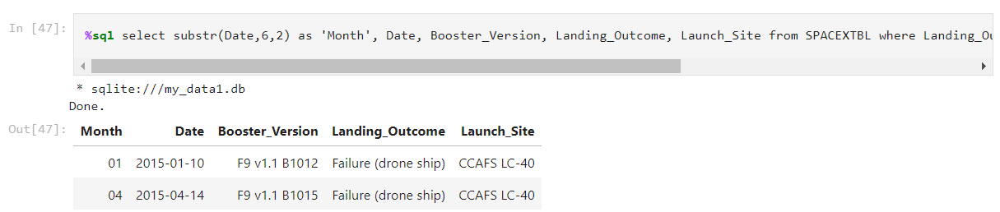 In [47]:
%sql select substr(Date,6,2) as 'Month', Date, Booster_Version, Landing_Outcome, Launch_Site from SPACEXTBL where
* sqlite:///my_data1.db
Done.
Out[47]:
Month Date Booster_Version Landing_Outcome Launch_Site
01 2015-01-10 F9 v1.1 B1012 Failure (drone ship) CCAFS LC-40
04 2015-04-14 F9 v1.1 B1015 Failure (drone ship) CCAFS LC-40